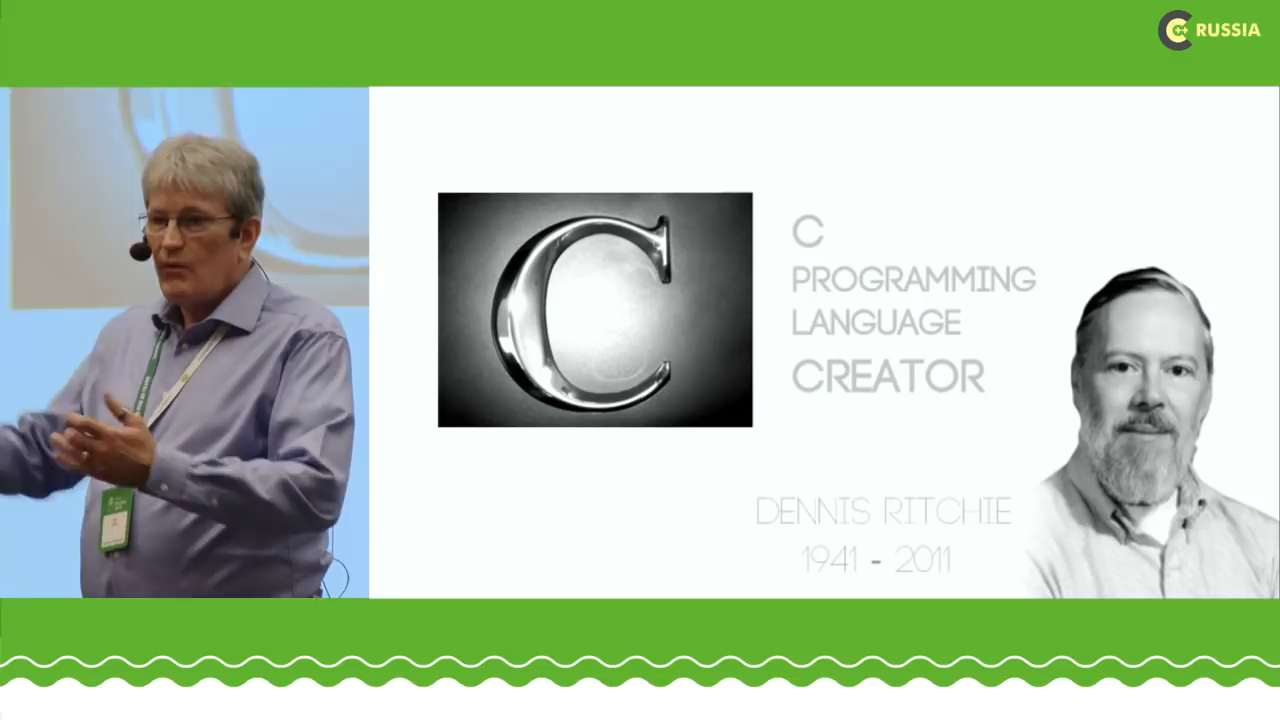 C++ RUSSIA
C
C
PROGRAMMING
LANGUAGE
CREATOR
DENNIS RITCHIE
1941 - 2011